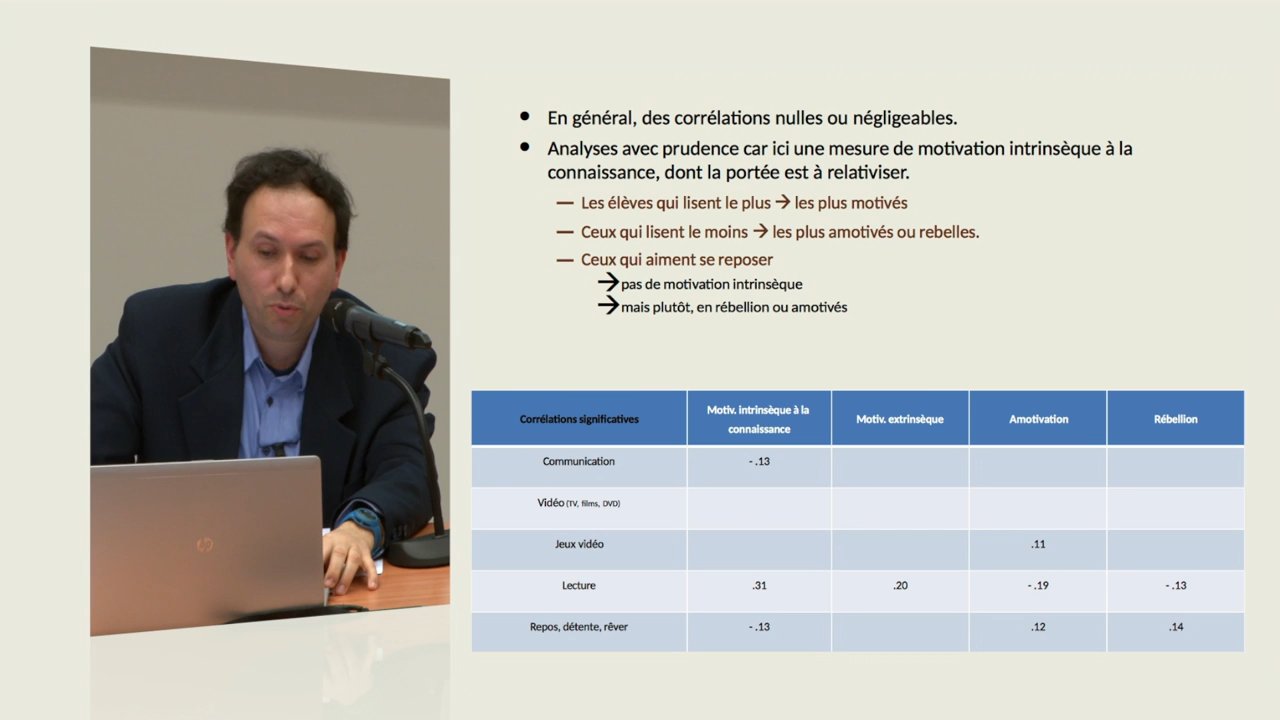 • En général, des corrélations nulles ou négligeables.
• Analyses avec prudence car ici une mesure de motivation intrinsèque à la
connaissance, dont la portée est à relativiser.
— Les élèves qui lisent le plus → les plus motivés
— Ceux qui lisent le moins → les plus amotivés ou rebelles.
— Ceux qui aiment se reposer
→ pas de motivation intrinsèque
→ mais plutôt, en rébellion ou amotivés
Corrélations significatives Motiv. intrinsèque à la connaissance Motiv. extrinsèque Amotivation Rébellion
Communication - .13
Vidéo (TV, films, DVD)
Jeux vidéo .11
Lecture .31 .20 - .19 - .13
Repos, détente, rêver - .13 .12 .14
hp